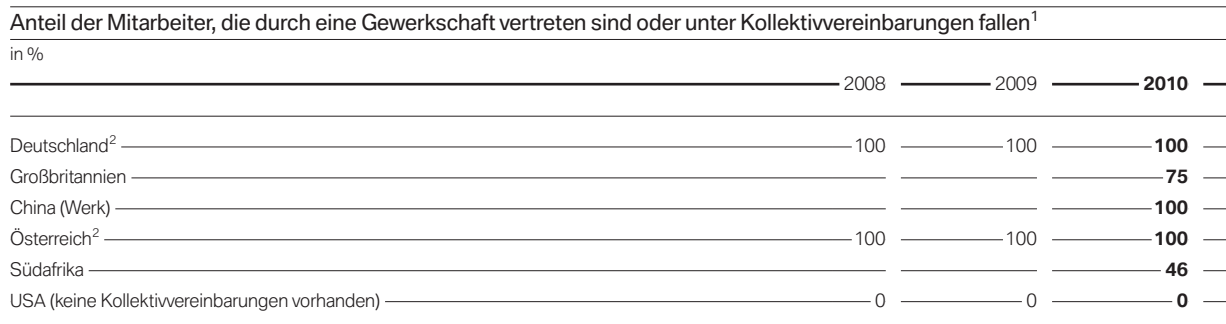 Anteil der Mitarbeiter, die durch eine Gewerkschaft vertreten sind oder unter Kollektivvereinbarungen fallen¹
in %
2008 2009 2010
Deutschland² 100 100 100
Großbritannien 75
China (Werk) 100
Österreich² 100 100 100
Südafrika 46
USA (keine Kollektivvereinbarungen vorhanden) 0 0 0